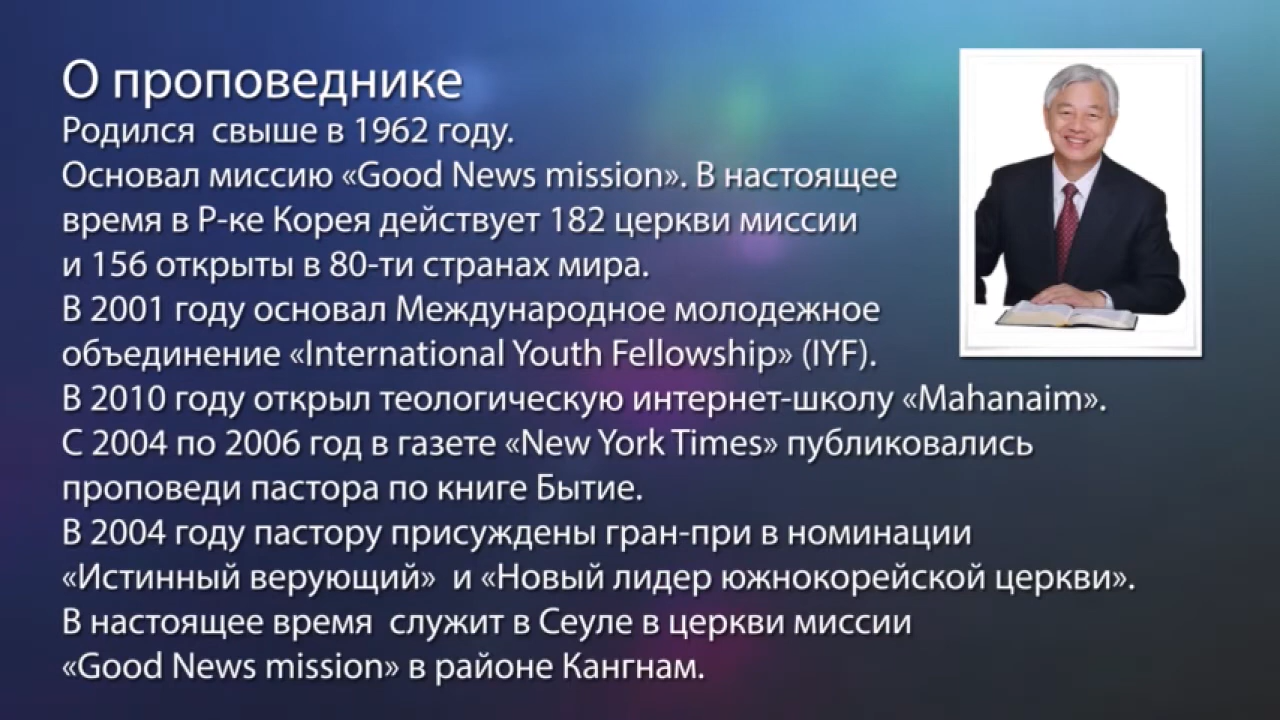 О проповеднике
Родился свыше в 1962 году.
Основал миссию «Good News mission». В настоящее
время в Р-ке Корея действует 182 церкви миссии
и 156 открыты в 80-ти странах мира.
В 2001 году основал Международное молодежное
объединение «International Youth Fellowship» (IYF).
В 2010 году открыл теологическую интернет-школу «Mahanaim».
С 2004 по 2006 год в газете «New York Times» публиковались
проповеди пастора по книге Бытие.
В 2004 году пастору присуждены гран-при в номинации
«Истинный верующий» и «Новый лидер южнокорейской церкви».
В настоящее время служит в Сеуле в церкви миссии
«Good News mission» в районе Кангнам.